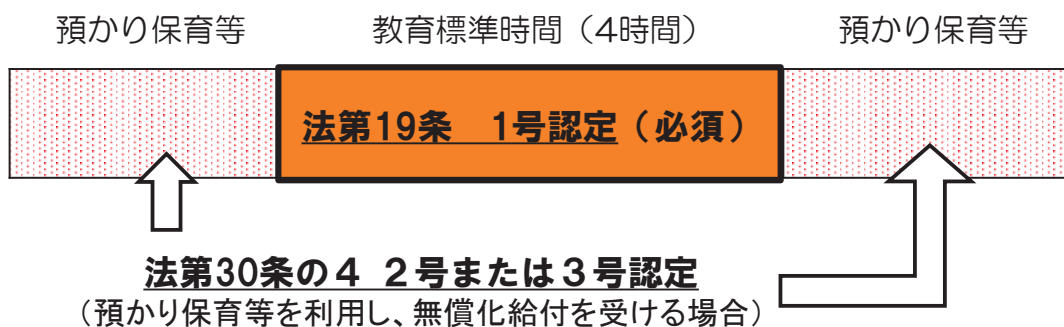 預かり保育等　教育標準時間（4時間）　預かり保育等
法第19条　1号認定（必須）
法第30条の４ ２号または３号認定
（預かり保育等を利用し、無償化給付を受ける場合）